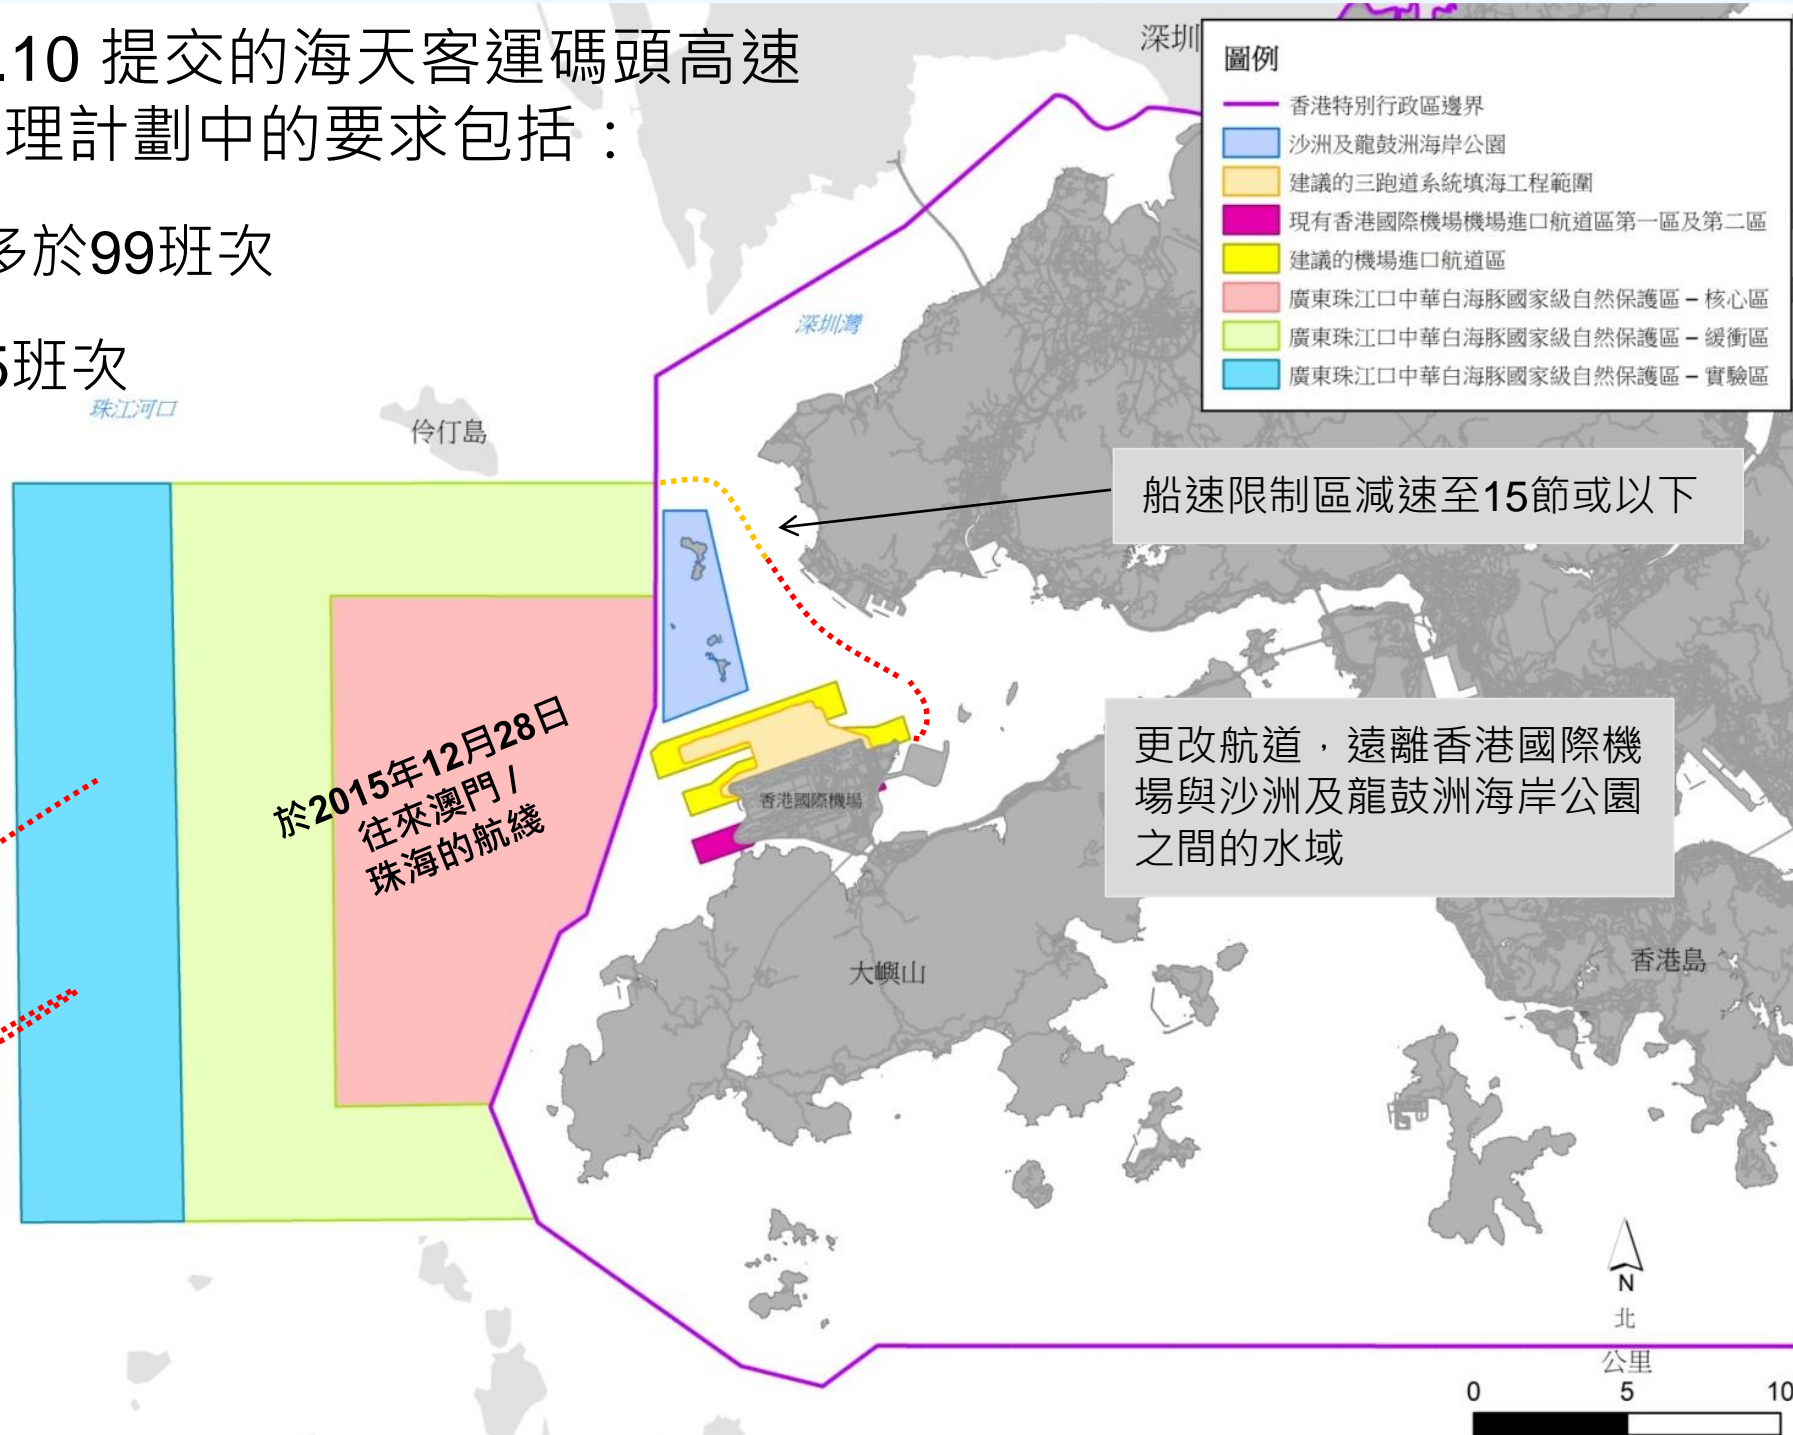 .10 提交的海天客運碼頭高速
理計劃中的要求包括：
多於99班次
5班次
深圳
圖例
香港特別行政區邊界
沙洲及龍鼓洲海岸公園
建議的三跑道系統填海工程範圍
現有香港國際機場機場進口航道區第一區及第二區
建議的機場進口航道區
廣東珠江口中華白海豚國家級自然保護區 – 核心區
廣東珠江口中華白海豚國家級自然保護區 – 緩衝區
廣東珠江口中華白海豚國家級自然保護區 – 實驗區
深圳灣
珠江河口
伶仃島
船速限制區減速至15節或以下
於2015年12月28日
往來澳門 /
珠海的航綫
更改航道，遠離香港國際機
場與沙洲及龍鼓洲海岸公園
之間的水域
香港國際機場
大嶼山
香港島
N
北
公里
0 5 10